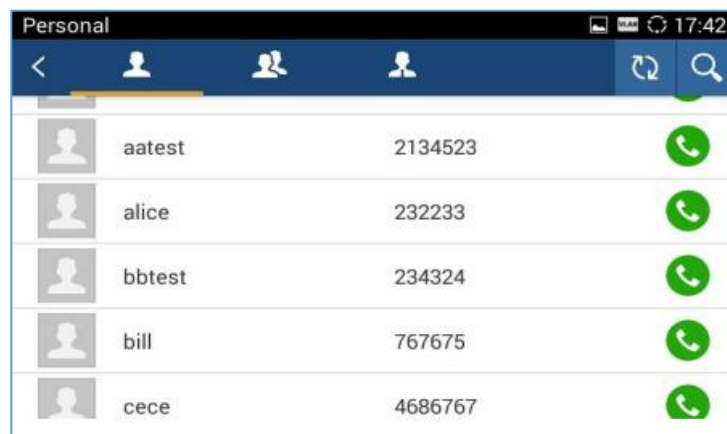 Personal 17:42
aatest 2134523
alice 232233
bbtest 234324
bill 767675
cece 4686767